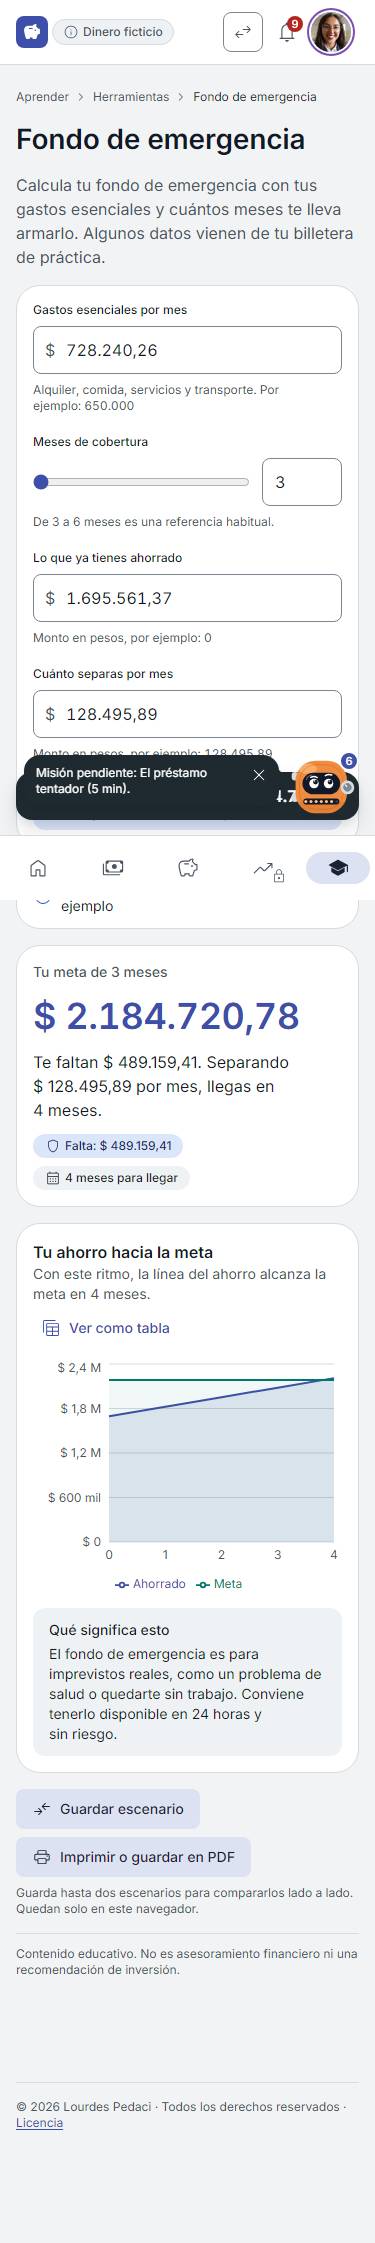 Dinero ficticio
9
Aprender > Herramientas > Fondo de emergencia
Fondo de emergencia
Calcula tu fondo de emergencia con tus
gastos esenciales y cuántos meses te lleva
armarlo. Algunos datos vienen de tu billetera
de práctica.
Gastos esenciales por mes
$ 728.240,26
Alquiler, comida, servicios y transporte. Por
ejemplo: 650.000
Meses de cobertura
3
De 3 a 6 meses es una referencia habitual.
Lo que ya tienes ahorrado
$ 1.695.561,37
Monto en pesos, por ejemplo: 0
Cuánto separas por mes
$ 128.495,89
Monto en pesos, por ejemplo: 128.495,89
6
Misión pendiente: El préstamo
tentador (5 min).
ejemplo
Tu meta de 3 meses
$ 2.184.720,78
Te faltan $ 489.159,41. Separando
$ 128.495,89 por mes, llegas en
4 meses.
Falta: $ 489.159,41
4 meses para llegar
Tu ahorro hacia la meta
Con este ritmo, la línea del ahorro alcanza la
meta en 4 meses.
Ver como tabla
$ 2,4 M
$ 1,8 M
$ 1,2 M
$ 600 mil
$ 0
0 1 2 3 4
Ahorrado Meta
Qué significa esto
El fondo de emergencia es para
imprevistos reales, como un problema de
salud o quedarte sin trabajo. Conviene
tenerlo disponible en 24 horas y
sin riesgo.
Guardar escenario
Imprimir o guardar en PDF
Guarda hasta dos escenarios para compararlos lado a lado.
Quedan solo en este navegador.
Contenido educativo. No es asesoramiento financiero ni una
recomendación de inversión.
© 2026 Lourdes Pedaci · Todos los derechos reservados ·
Licencia